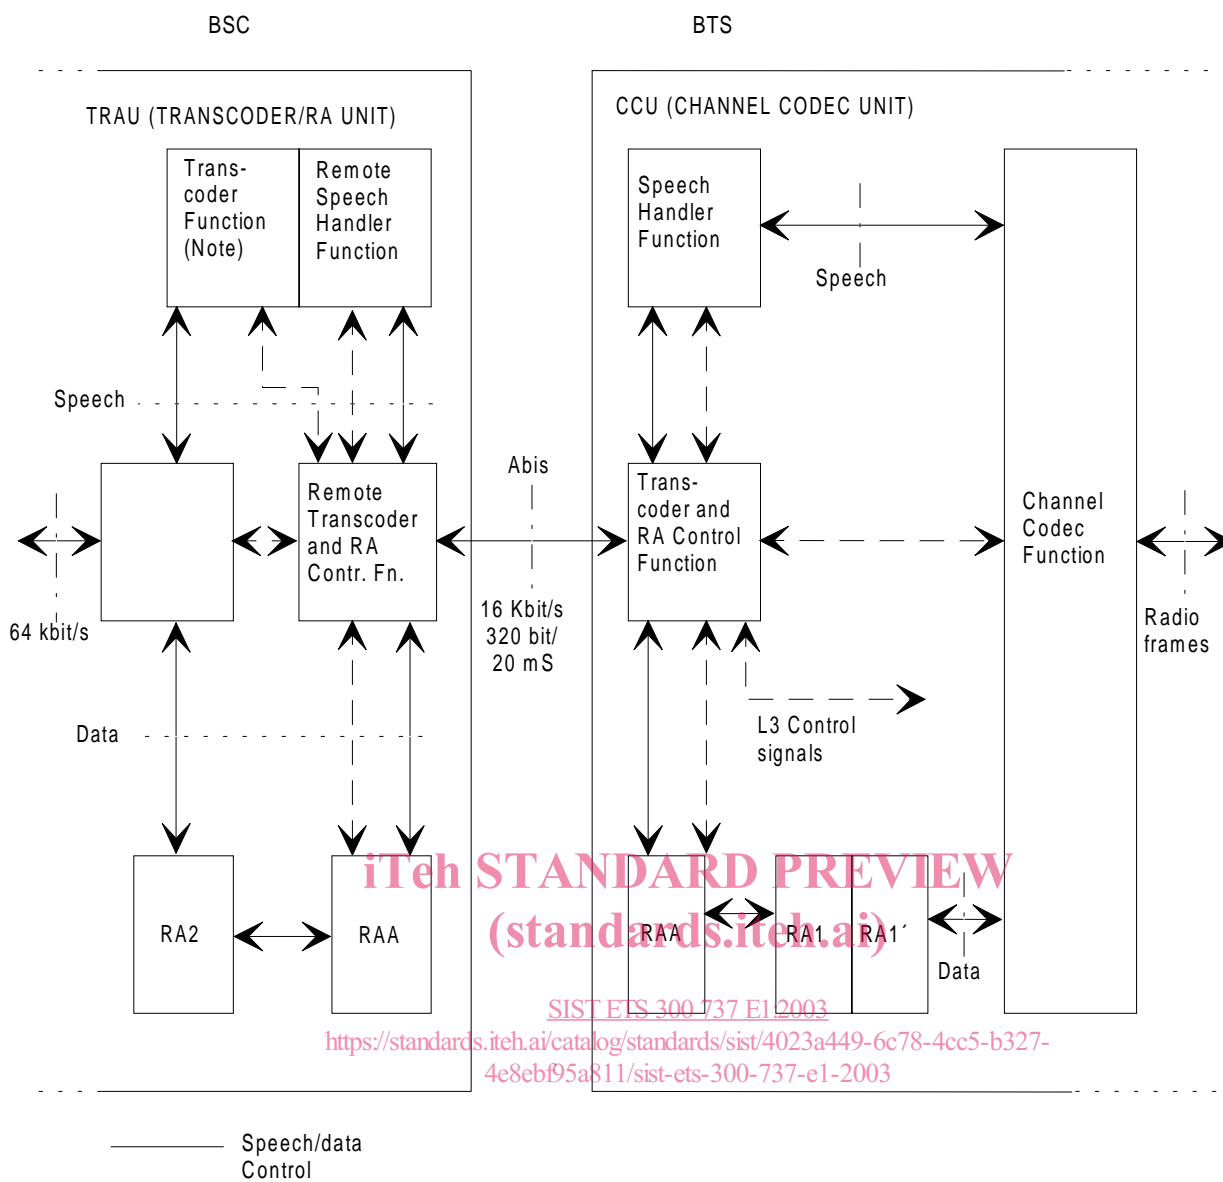 BSC
BTS
TRAU (TRANSCODER/RA UNIT)
CCU (CHANNEL CODEC UNIT)
Trans-
coder
Function
(Note)
Remote
Speech
Handler
Function
Speech
Handler
Function
Speech
Speech
Abis
Remote
Transcoder
and RA
Contr. Fn.
Trans-
coder and
RA Control
Function
Channel
Codec
Function
64 kbit/s
16 Kbit/s
320 bit/
20 mS
Radio
frames
Data
L3 Control
signals
iTeh STANDARD PREVIEW
(standards.iteh.ai)
RA2
RAA
RAA
RA1
RA1´
Data
SIST ETS 300 737 E1:2003
https://standards.iteh.ai/catalog/standards/sist/4023a449-6c78-4cc5-b327-
4e8ebf95a811/sist-ets-300-737-e1-2003
Speech/data
Control